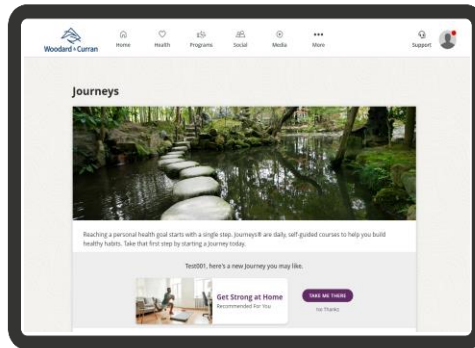 Woodard & Curran
Home
Health
Programs
Social
Media
More
Support
Journeys
Reaching a personal health goal starts with a single step. Journeys® are daily, self-guided courses to help you build
healthy habits. Take that first step by starting a Journey today.
Test001, here's a new Journey you may like.
Get Strong at Home
Recommended For You
TAKE ME THERE
No Thanks